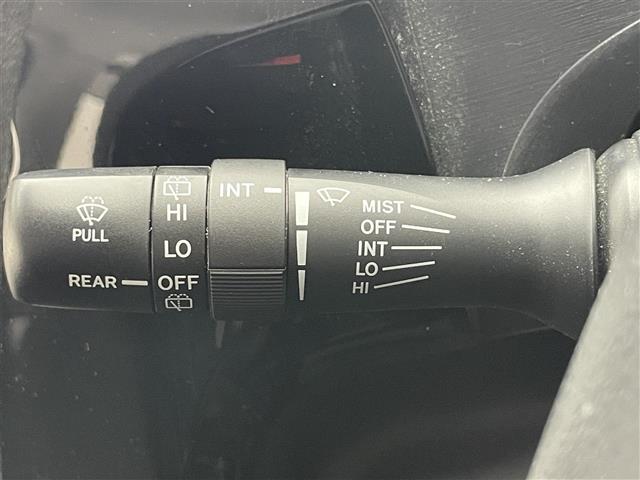 PULL
REAR
HI
LO
OFF
INT
MIST
OFF
INT
LO
HI